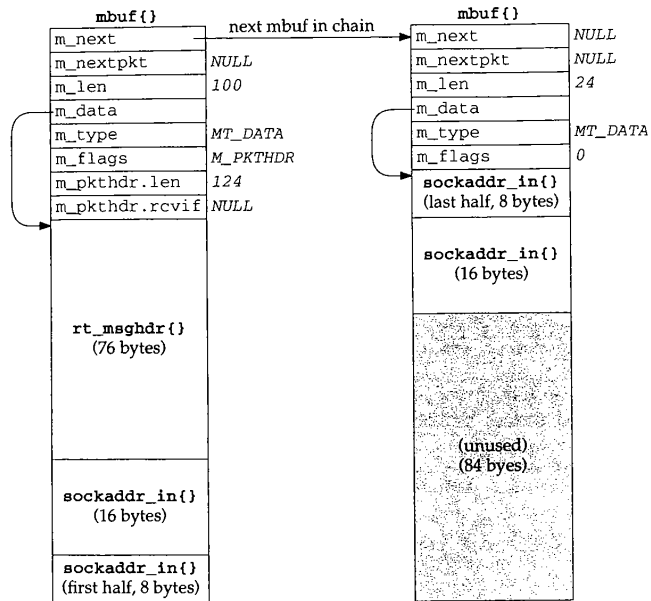 mbuf{}
m_next
next mbuf in chain
m_nextpkt NULL
m_len 100
m_data
m_type MT_DATA
m_flags M_PKTHDR
m_pkthdr.len 124
m_pkthdr.rcvif NULL
rt_msghdr{}
(76 bytes)
sockaddr_in{}
(16 bytes)
sockaddr_in{}
(first half, 8 bytes)
mbuf{}
m_next NULL
m_nextpkt NULL
m_len 24
m_data
m_type MT_DATA
m_flags 0
sockaddr_in{}
(last half, 8 bytes)
sockaddr_in{}
(16 bytes)
(unused)
(84 byes)